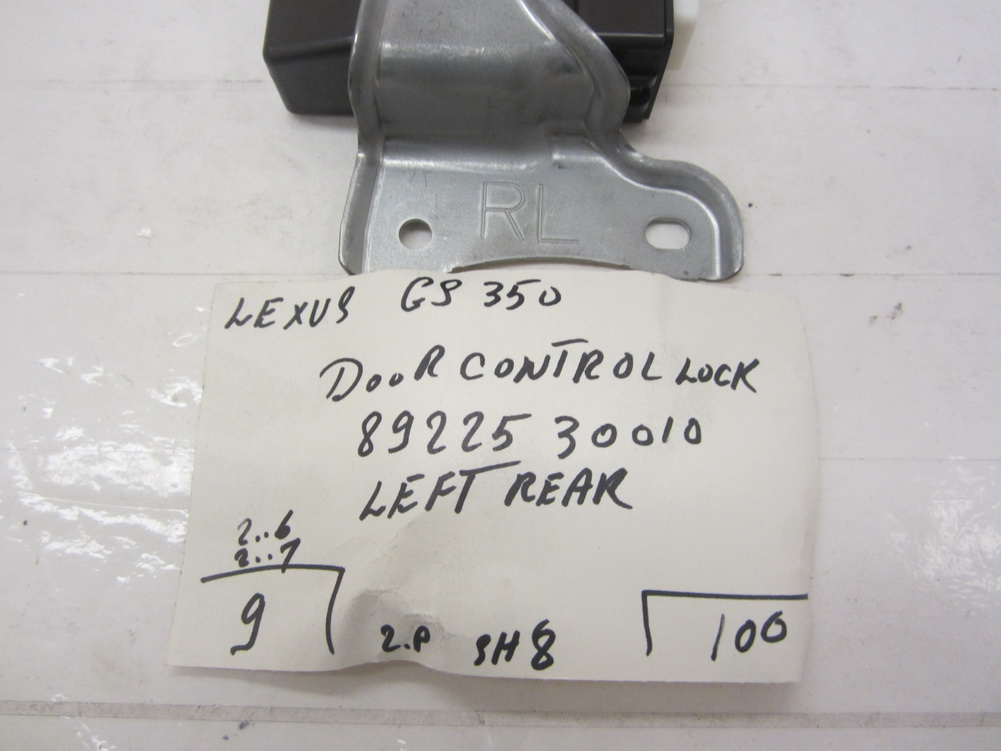 RL
LEXUS GS 350
DOOR CONTROL LOCK
89225 30010
LEFT REAR
2..6
2..7
9
2.P SH8
100